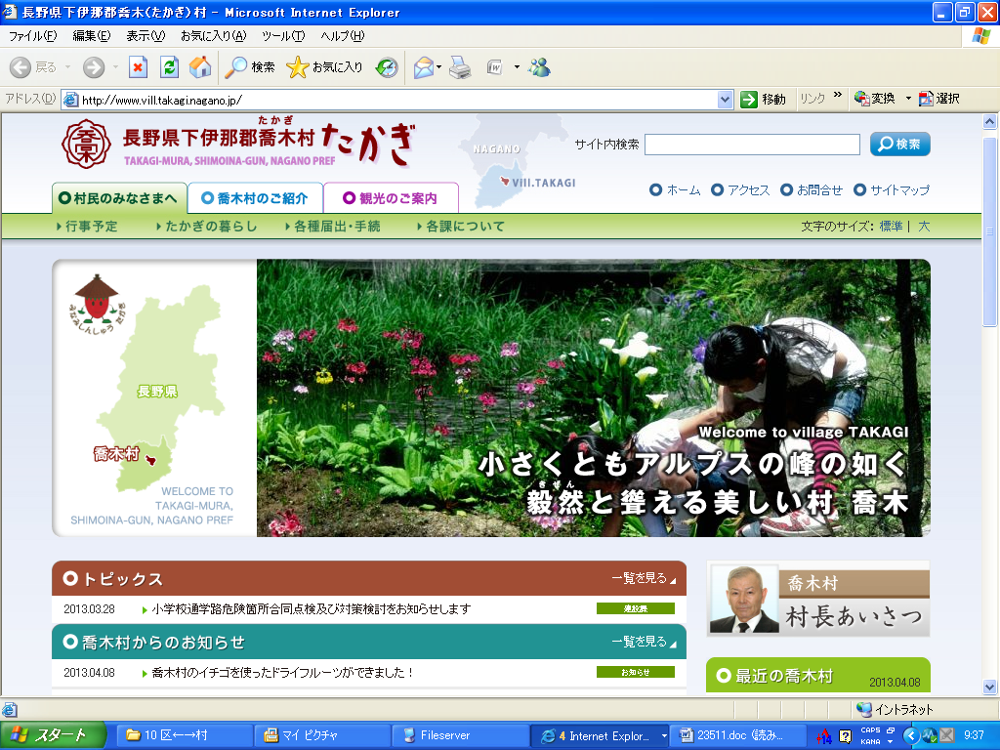 長野県下伊那郡喬木(たかぎ)村 - Microsoft Internet Explorer
ファイル(F) 編集(E) 表示(V) お気に入り(A) ツール(T) ヘルプ(H)
戻る 検索 お気に入り
アドレス(D) http://www.vill.takagi.nagano.jp/ 移動 リンク » 変換 選択
たかぎ
長野県下伊那郡喬木村 たかぎ
TAKAGI-MURA, SHIMOINA-GUN, NAGANO PREF
NAGANO
Vill.TAKAGI
サイト内検索 検索
ホーム アクセス お問合せ サイトマップ
村民のみなさまへ 喬木村のご紹介 観光のご案内
行事予定 たかぎの暮らし 各種届出・手続 各課について 文字のサイズ: 標準 | 大
長野県
喬木村
WELCOME TO
TAKAGI-MURA,
SHIMOINA-GUN, NAGANO PREF
Welcome to village TAKAGI
小さくともアルプスの峰の如く
きぜん
毅然と聳える美しい村 喬木
トピックス 一覧を見る
2013.03.28 小学校通学路危険箇所合同点検及び対策検討をお知らせします 建設課
喬木村からのお知らせ 一覧を見る
2013.04.08 喬木村のイチゴを使ったドライフルーツができました! お知らせ
喬木村
村長あいさつ
最近の喬木村 2013.04.08
イントラネット
スタート 10 区←→村 マイ ピクチャ Fileserver 4 Internet Explor... 23511.doc (読み... 14 CAPS KANA 9:37